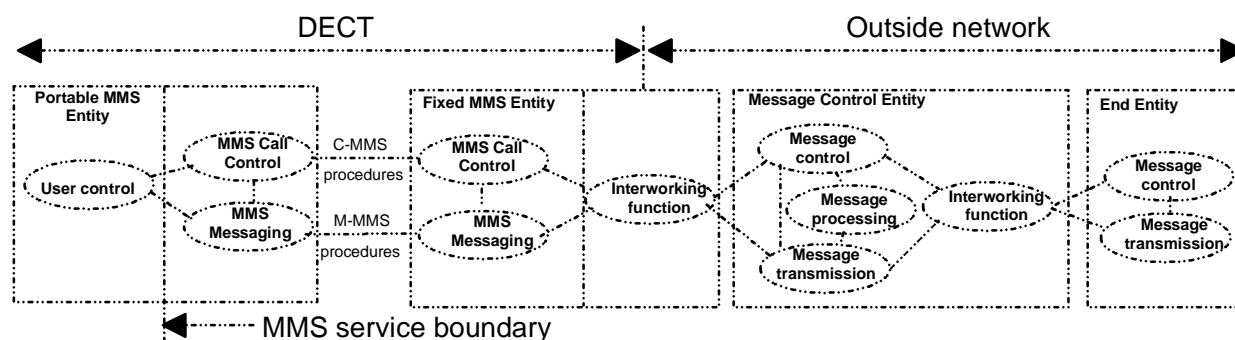 DECT
Outside network
Portable MMS
Entity
User control
MMS Call
Control
MMS
Messaging
C-MMS
procedures
M-MMS
procedures
Fixed MMS Entity
MMS Call
Control
MMS
Messaging
Interworking
function
Message Control Entity
Message
control
Message
processing
Message
transmission
Interworking
function
End Entity
Message
control
Message
transmission
MMS service boundary